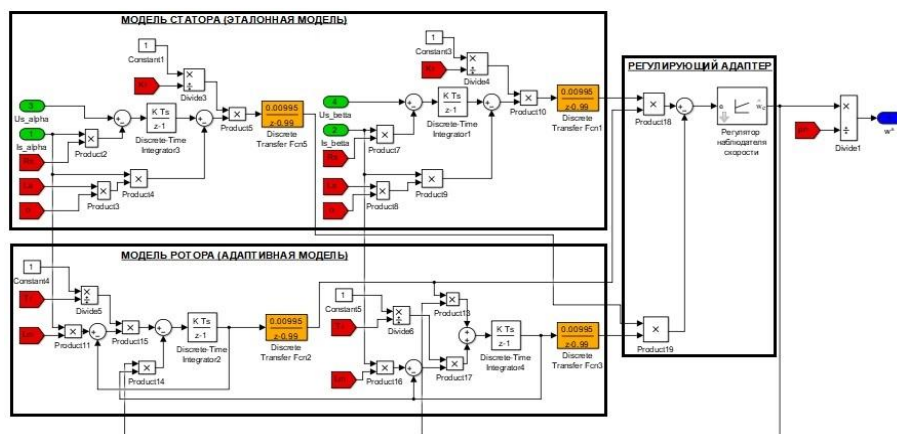 МОДЕЛЬ СТАТОРА (ЭТАЛОННАЯ МОДЕЛЬ)
1
Constant1
Divide3
3
Us_alpha
1
Is_alpha
Product2
K Ts
z-1
Discrete-Time
Integrator3
Product5
0.00995
z-0.99
Discrete
Transfer Fcn5
Product3
Product4
1
Constant3
Divide4
4
Us_betta
2
Is_betta
Product7
K Ts
z-1
Discrete-Time
Integrator1
Product10
0.00995
z-0.99
Discrete
Transfer Fcn1
Product8
Product9
РЕГУЛИРУЮЩИЙ АДАПТЕР
Product18
Регулятор
наблюдателя
скорости
Divide1
w^
Product19
МОДЕЛЬ РОТОРА (АДАПТИВНАЯ МОДЕЛЬ)
1
Constant4
Divide5
Product11
Product15
Product14
K Ts
z-1
Discrete-Time
Integrator2
0.00995
z-0.99
Discrete
Transfer Fcn2
1
Constant5
Divide6
Product13
Product16
Product17
K Ts
z-1
Discrete-Time
Integrator4
0.00995
z-0.99
Discrete
Transfer Fcn3